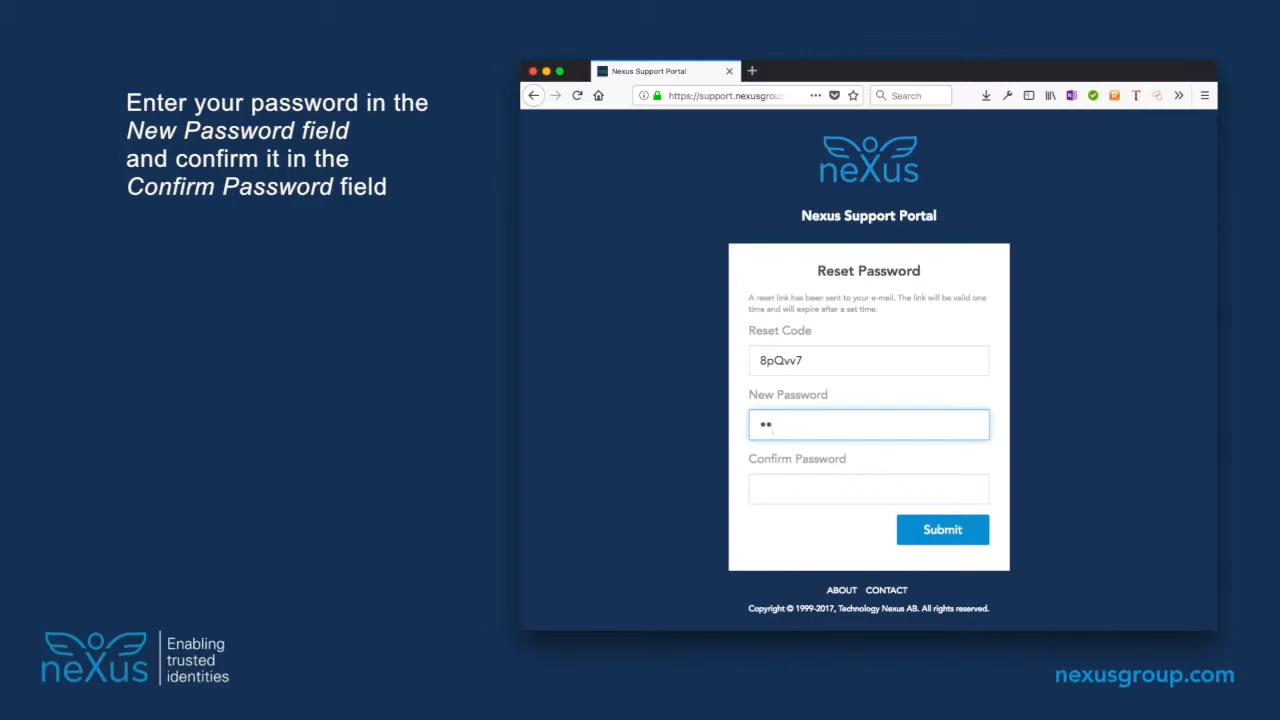 Enter your password in the
New Password field
and confirm it in the
Confirm Password field
Nexus Support Portal
https://support.nexusgroup
Search
neXus
Nexus Support Portal
Reset Password
A reset link has been sent to your e-mail. The link will be valid one
time and will expire after a set time.
Reset Code
8pQvv7
New Password
••
Confirm Password
Submit
ABOUT CONTACT
Copyright © 1999-2017, Technology Nexus AB. All rights reserved.
neXus
Enabling
trusted
identities
nexusgroup.com